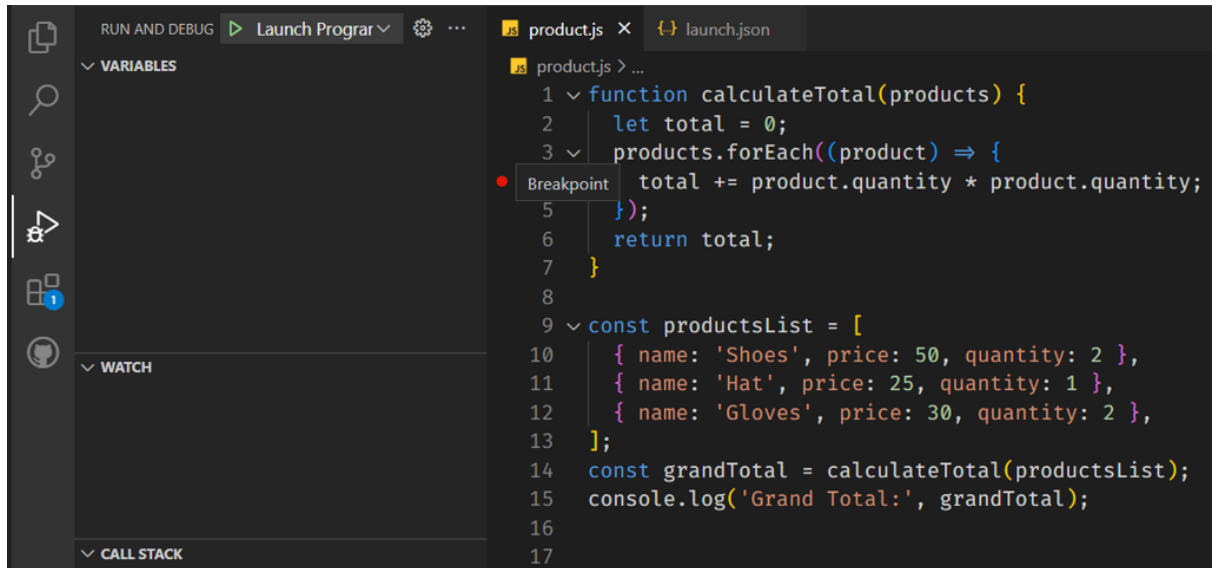 RUN AND DEBUG Launch Prograr
VARIABLES
1
WATCH
CALL STACK
JS product.js
{..} launch.json
JS product.js > ...
1 function calculateTotal(products) {
2 let total = 0;
3 products.forEach((product) ⇒ {
Breakpoint total += product.quantity * product.quantity;
5 });
6 return total;
7 }
8
9 const productsList = [
10 { name: 'Shoes', price: 50, quantity: 2 },
11 { name: 'Hat', price: 25, quantity: 1 },
12 { name: 'Gloves', price: 30, quantity: 2 },
13 ];
14 const grandTotal = calculateTotal(productsList);
15 console.log('Grand Total:', grandTotal);
16
17